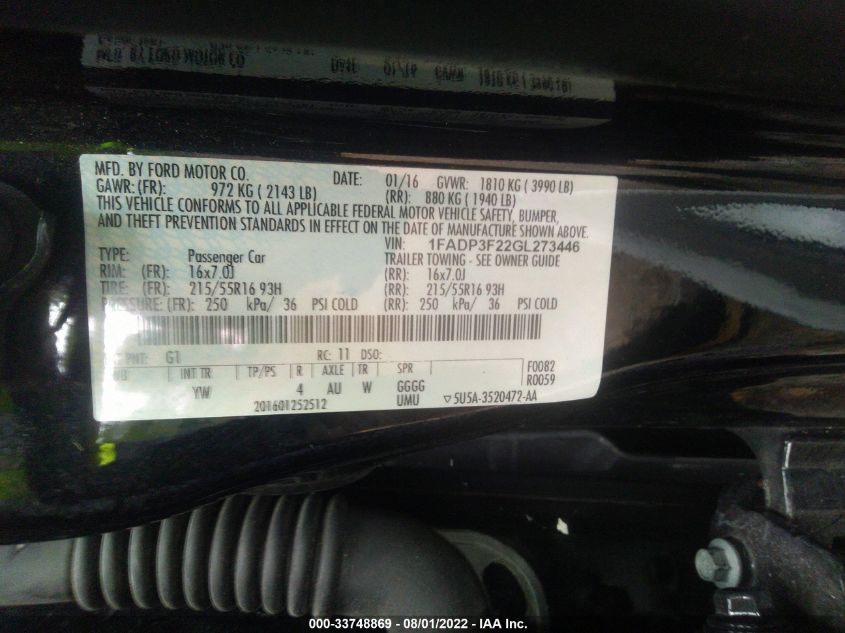 MFD. BY FORD MOTOR CO. DATE: 01/16 GVWR: 1810 KG ( 3990 LB)
GAWR: (FR): 972 KG ( 2143 LB) (RR): 880 KG ( 1940 LB)
THIS VEHICLE CONFORMS TO ALL APPLICABLE FEDERAL MOTOR VEHICLE SAFETY, BUMPER,
AND THEFT PREVENTION STANDARDS IN EFFECT ON THE DATE OF MANUFACTURE SHOWN ABOVE.
VIN: 1FADP3F22GL273446
TYPE: Passenger Car TRAILER TOWING - SEE OWNER GUIDE
RIM: (FR): 16x7.0J (RR): 16x7.0J
TIRE: (FR): 215/55R16 93H (RR): 215/55R16 93H
PRESSURE: (FR): 250 kPa/ 36 PSI COLD (RR): 250 kPa/ 36 PSI COLD
PNT: G1 RC: 11 DSO: F0082
INT TR TP/PS R AXLE TR SPR R0059
YW 4 AU W GGGG
201601252512 UMU ▽ 5U5A-3520472-AA
000-33748869 - 08/01/2022 - IAA Inc.